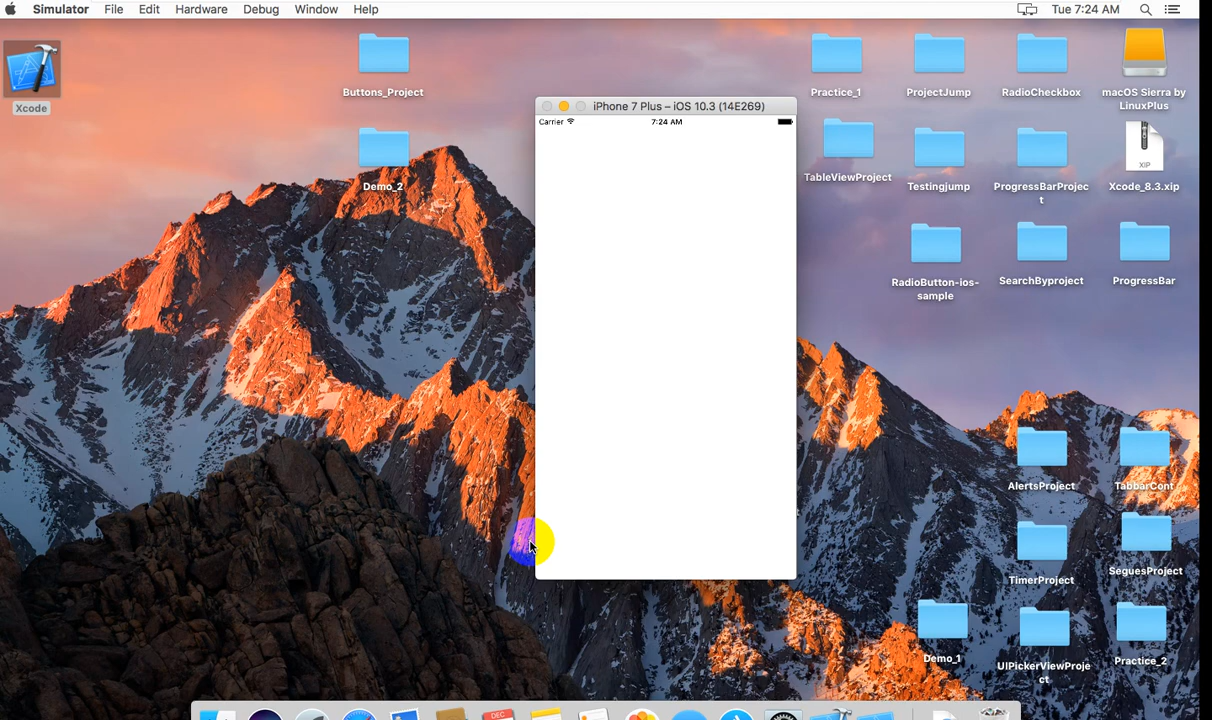 Simulator File Edit Hardware Debug Window Help Tue 7:24 AM
Xcode
Buttons_Project
Demo_2
iPhone 7 Plus – iOS 10.3 (14E269)
Carrier 7:24 AM
Practice_1
ProjectJump
RadioCheckbox
macOS Sierra by
LinuxPlus
TableViewProject
Testingjump
ProgressBarProjec
t
XIP
Xcode_8.3.xip
RadioButton-ios-
sample
SearchByproject
ProgressBar
AlertsProject
TabbarCont
TimerProject
SeguesProject
Demo_1
UIPickerViewProje
ct
Practice_2
DEC